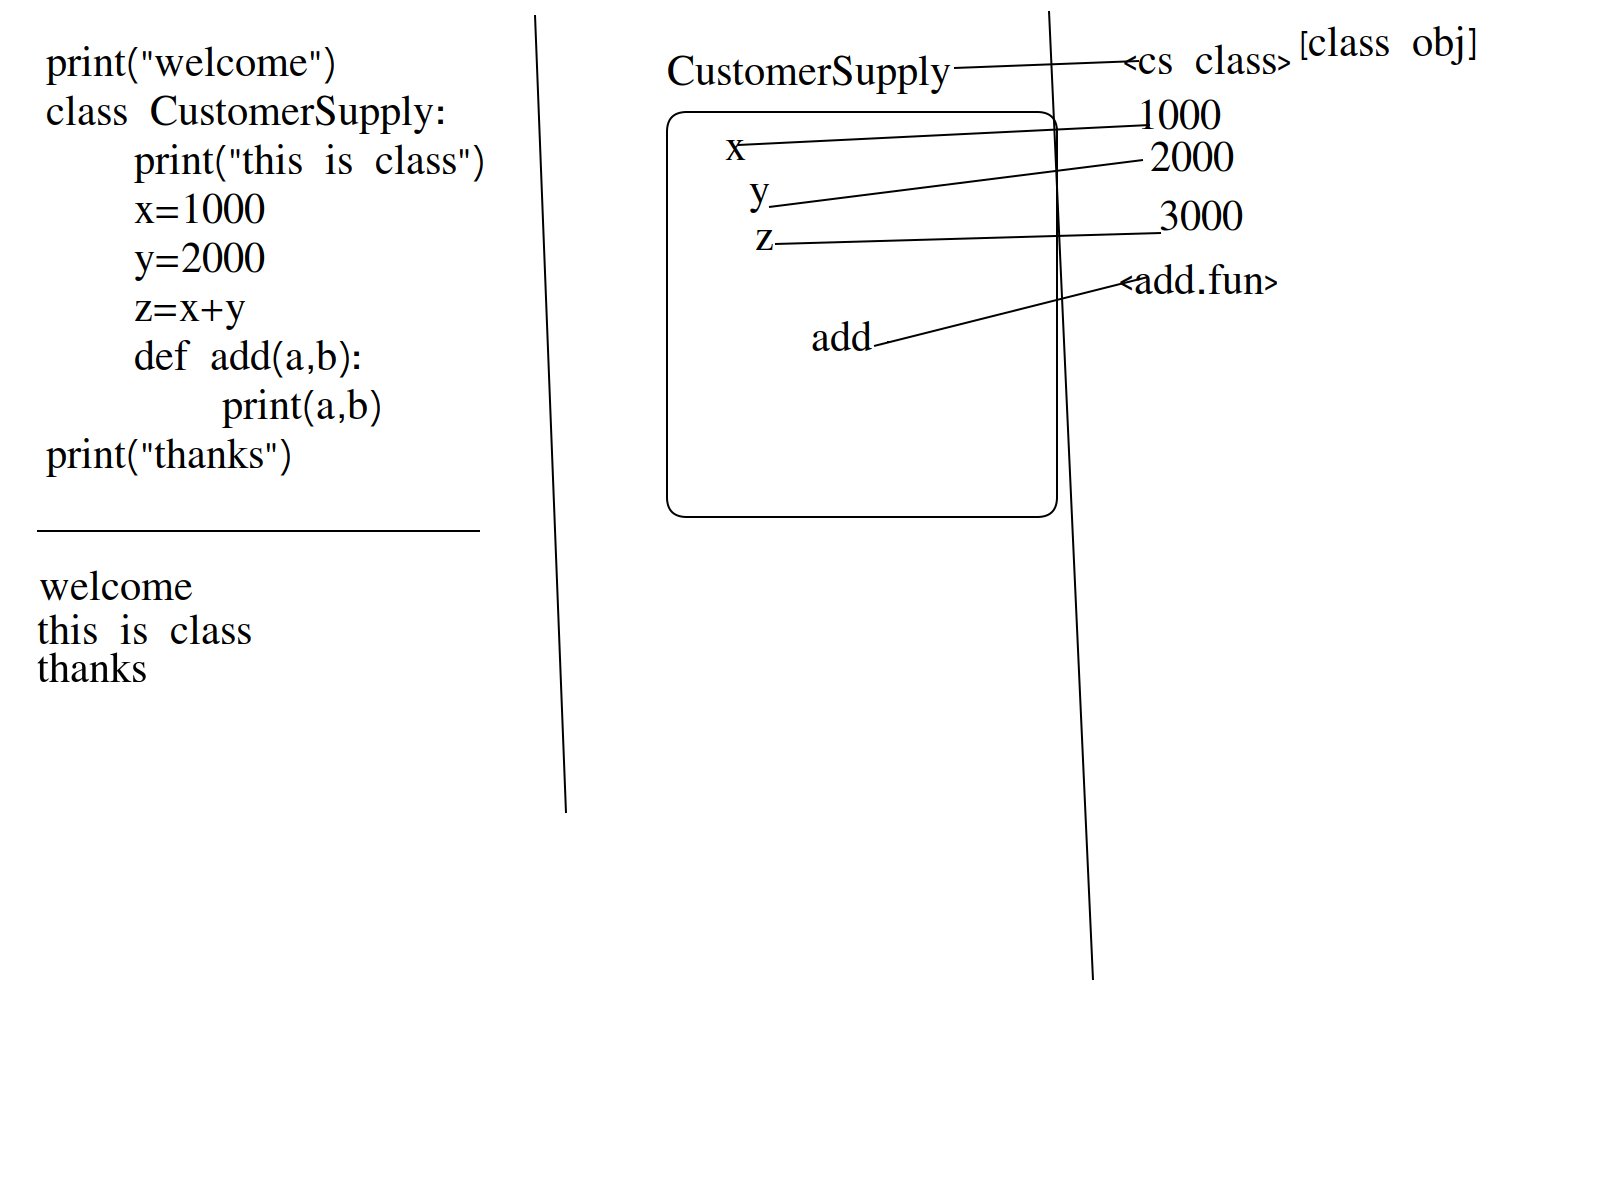 print("welcome")
class CustomerSupply:
print("this is class")
x=1000
y=2000
z=x+y
def add(a,b):
print(a,b)
print("thanks")
welcome
this is class
thanks
CustomerSupply
x
y
z
add
<cs class> [class obj]
1000
2000
3000
<add.fun>